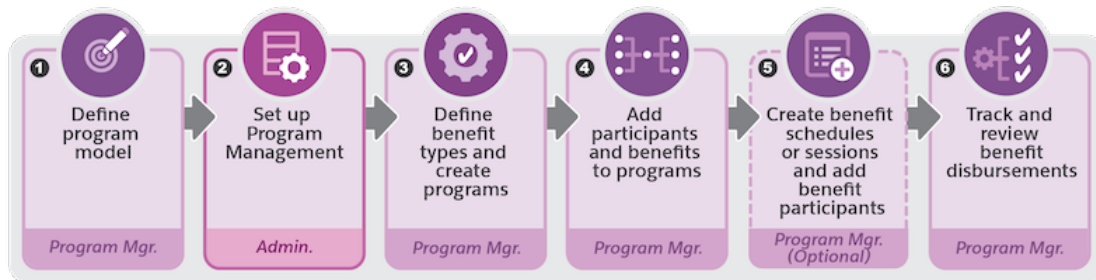 1
Define
program
model
Program Mgr.
2
Set up
Program
Management
Admin.
3
Define
benefit
types and
create
programs
Program Mgr.
4
Add
participants
and benefits
to programs
Program Mgr.
5
Create benefit
schedules
or sessions
and add
benefit
participants
Program Mgr.
(Optional)
6
Track and
review
benefit
disbursements
Program Mgr.